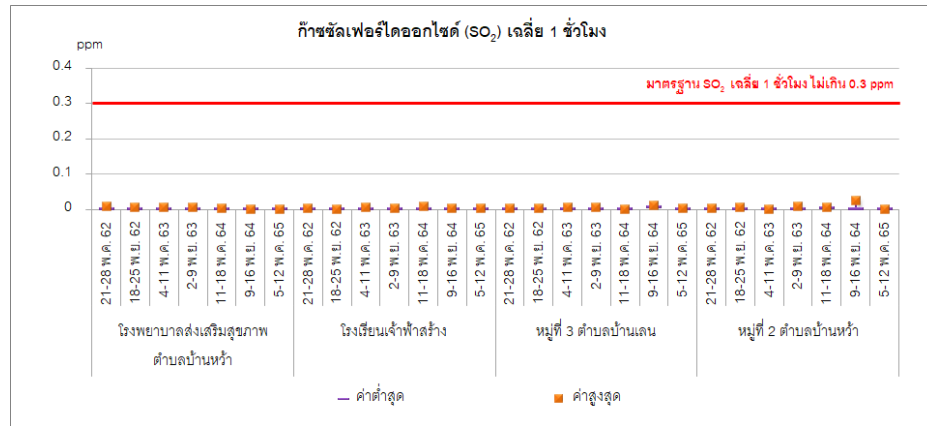 ก๊าซซัลเฟอร์ไดออกไซด์ (SO₂) เฉลี่ย 1 ชั่วโมง
ppm
0.4
มาตรฐาน SO₂ เฉลี่ย 1 ชั่วโมง ไม่เกิน 0.3 ppm
0.3
0.2
0.1
0
21-28 พ.ค. 62
18-25 พ.ย. 62
4-11 พ.ค. 63
2-9 พ.ย. 63
11-18 พ.ค. 64
9-16 พ.ย. 64
5-12 พ.ค. 65
21-28 พ.ค. 62
18-25 พ.ย. 62
4-11 พ.ค. 63
2-9 พ.ย. 63
11-18 พ.ค. 64
9-16 พ.ย. 64
5-12 พ.ค. 65
21-28 พ.ค. 62
18-25 พ.ย. 62
4-11 พ.ค. 63
2-9 พ.ย. 63
11-18 พ.ค. 64
9-16 พ.ย. 64
5-12 พ.ค. 65
21-28 พ.ค. 62
18-25 พ.ย. 62
4-11 พ.ค. 63
2-9 พ.ย. 63
11-18 พ.ค. 64
9-16 พ.ย. 64
5-12 พ.ค. 65
โรงพยาบาลส่งเสริมสุขภาพ
ตำบลบ้านหว้า
โรงเรียนเจ้าฟ้าสร้าง
หมู่ที่ 3 ตำบลบ้านเลน
หมู่ที่ 2 ตำบลบ้านหว้า
ค่าต่ำสุด
ค่าสูงสุด